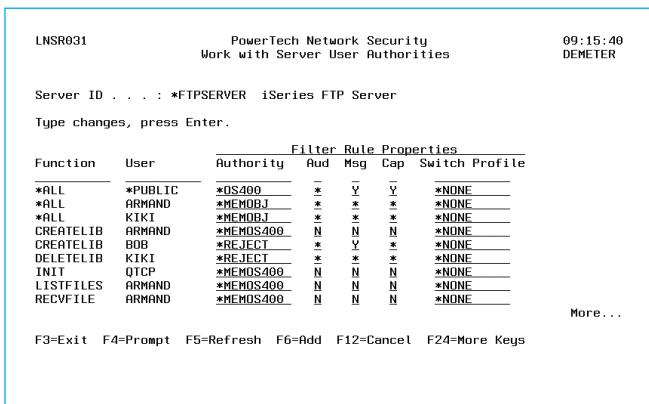 LNSR031 PowerTech Network Security 09:15:40
Work with Server User Authorities DEMETER
Server ID . . . : *FTPSERVER iSeries FTP Server
Type changes, press Enter.
Filter Rule Properties
Function User Authority Aud Msg Cap Switch Profile
*ALL *PUBLIC *OS400 * Y Y *NONE
*ALL ARMAND *MEMOBJ * * * *NONE
*ALL KIKI *MEMOBJ * * * *NONE
CREATELIB ARMAND *MEMOS400 N N N *NONE
CREATELIB BOB *REJECT * Y * *NONE
DELETELIB KIKI *REJECT * * * *NONE
INIT QTCP *MEMOS400 N N N *NONE
LISTFILES ARMAND *MEMOS400 N N N *NONE
RECVFILE ARMAND *MEMOS400 N N N *NONE
More...
F3=Exit F4=Prompt F5=Refresh F6=Add F12=Cancel F24=More Keys